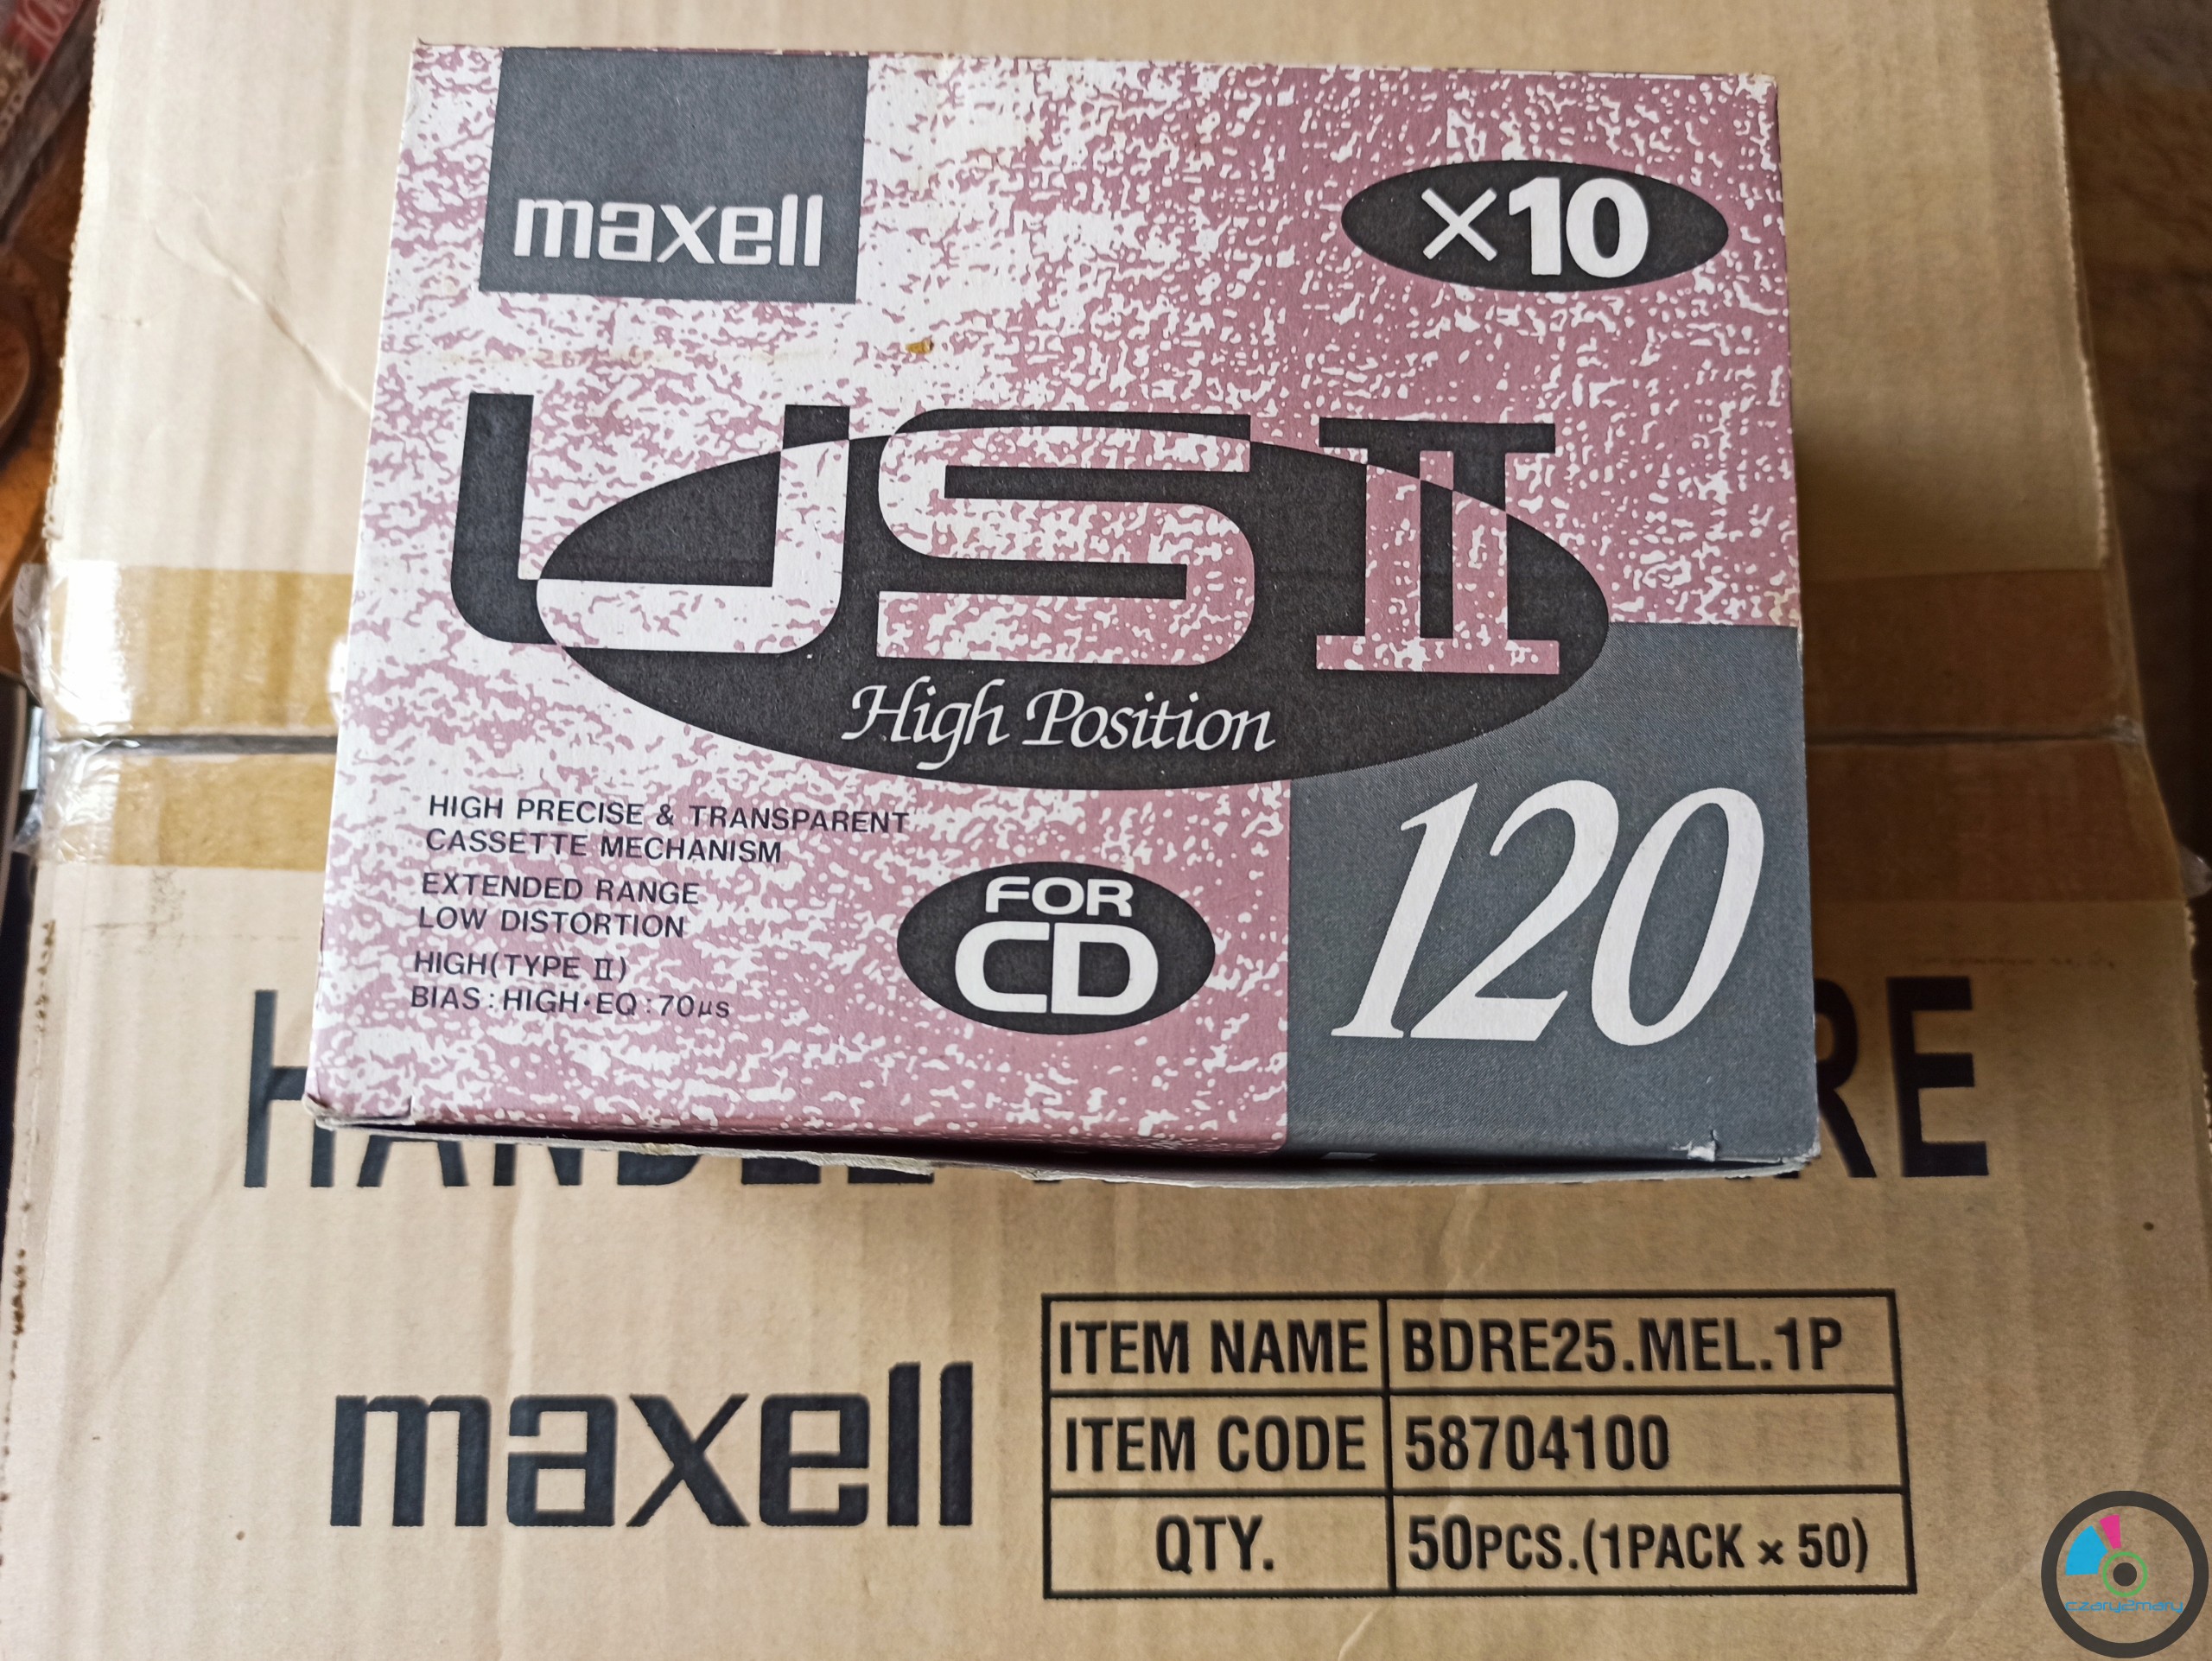 maxell
×10
US II
High Position
HIGH PRECISE & TRANSPARENT
CASSETTE MECHANISM
EXTENDED RANGE
LOW DISTORTION
HIGH(TYPE II)
BIAS:HIGH·EQ:70µs
FOR
CD
120
maxell
ITEM NAME BDRE25.MEL.1P
ITEM CODE 58704100
QTY. 50PCS.(1PACK × 50)
czary2mary